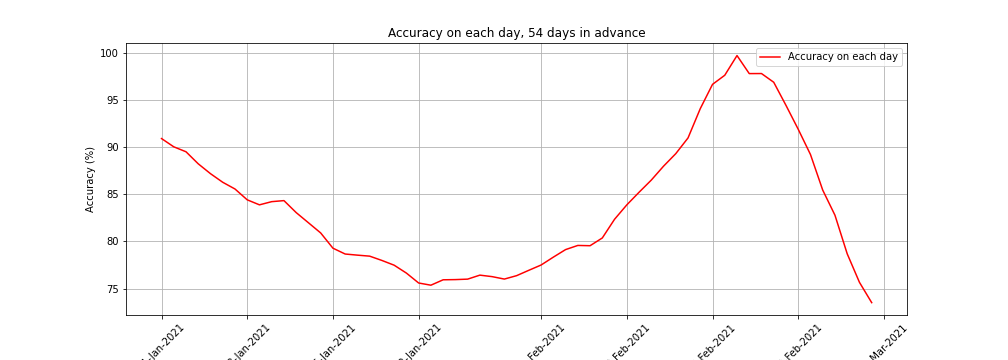 Accuracy on each day, 54 days in advance
Accuracy on each day
100
95
90
85
80
75
Accuracy (%)
-Jan-2021
-Jan-2021
-Jan-2021
-Jan-2021
Feb-2021
-Feb-2021
Feb-2021
-Feb-2021
Mar-2021